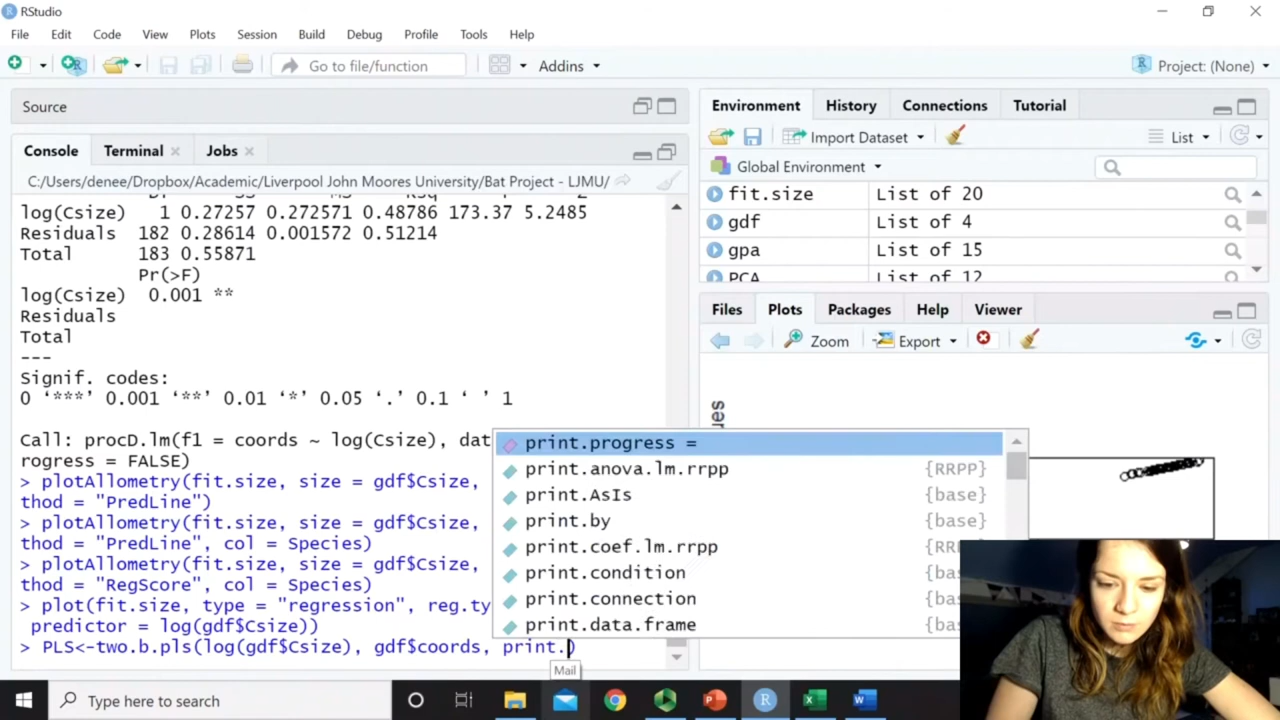 RStudio
File Edit Code View Plots Session Build Debug Profile Tools Help
Go to file/function Addins Project: (None)
Source
Console Terminal Jobs
C:/Users/denee/Dropbox/Academic/Liverpool John Moores University/Bat Project - LJMU/
log(Csize) 1 0.27257 0.272571 0.48786 173.37 5.2485
Residuals 182 0.28614 0.001572 0.51214
Total 183 0.55871
Pr(>F)
log(Csize) 0.001 **
Residuals
Total
---
Signif. codes:
0 ‘***’ 0.001 ‘**’ 0.01 ‘*’ 0.05 ‘.’ 0.1 ‘ ’ 1
Call: procD.lm(f1 = coords ~ log(Csize), dat
rogress = FALSE)
> plotAllometry(fit.size, size = gdf$Csize,
thod = "PredLine")
> plotAllometry(fit.size, size = gdf$Csize,
thod = "PredLine", col = Species)
> plotAllometry(fit.size, size = gdf$Csize,
thod = "RegScore", col = Species)
> plot(fit.size, type = "regression", reg.ty
predictor = log(gdf$Csize))
> PLS<-two.b.pls(log(gdf$Csize), gdf$coords, print.)
print.progress =
print.anova.lm.rrpp {RRPP}
print.AsIs {base}
print.by {base}
print.coef.lm.rrpp {RR
print.condition {base}
print.connection {bas
print.data.frame {bas
Mail
Environment History Connections Tutorial
Import Dataset List
Global Environment
fit.size List of 20
gdf List of 4
gpa List of 15
PCA List of 12
Files Plots Packages Help Viewer
Zoom Export
ues
Type here to search